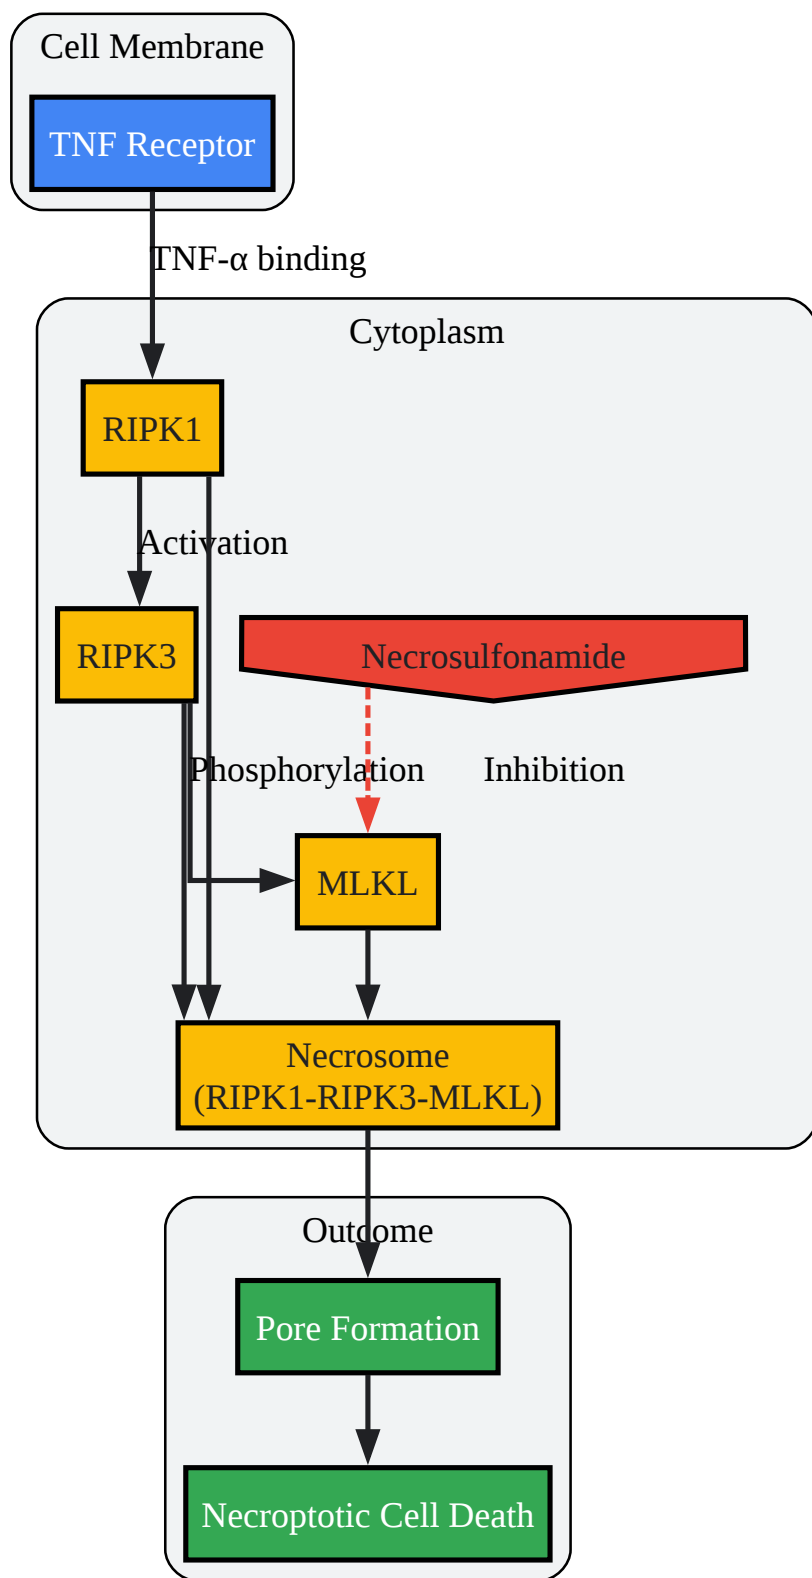 Cell Membrane
TNF Receptor
TNF-α binding
Cytoplasm
RIPK1
Activation
RIPK3
Necrosulfonamide
Phosphorylation
Inhibition
MLKL
Necrosome
(RIPK1-RIPK3-MLKL)
Outcome
Pore Formation
Necroptotic Cell Death